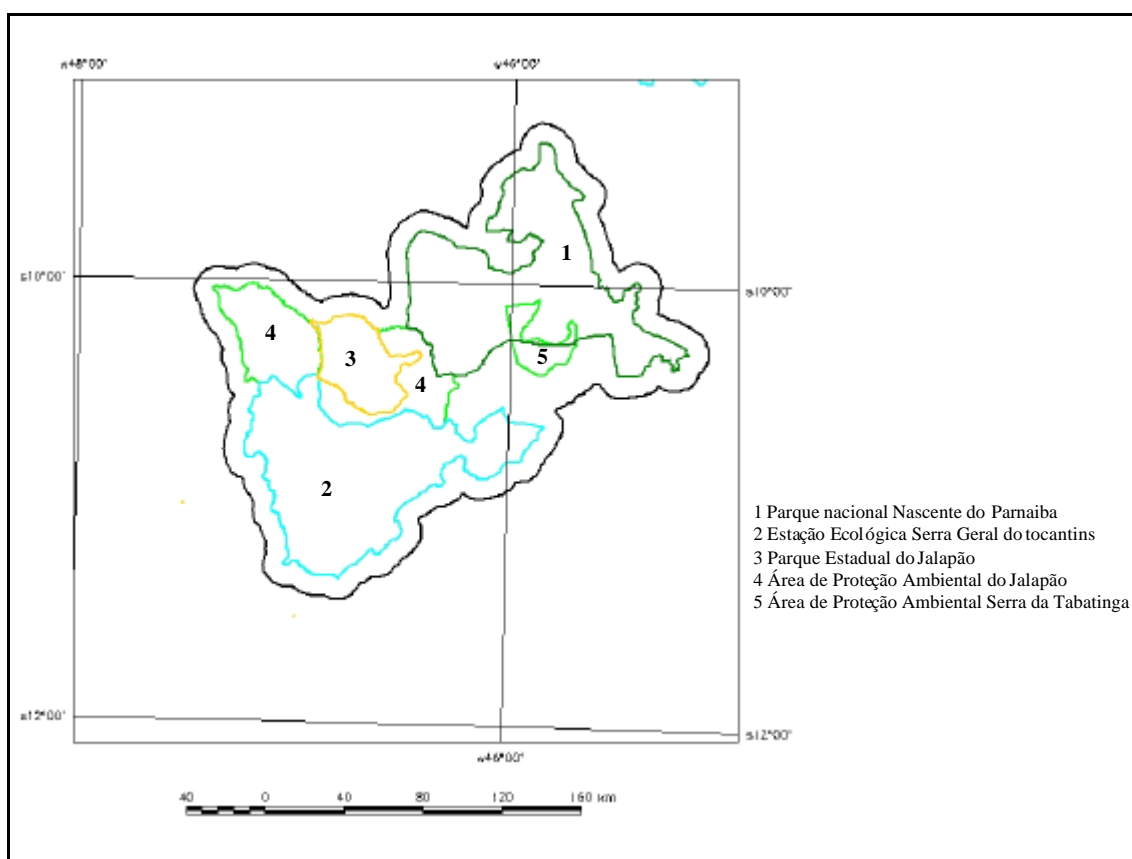 w48°00' w46°00'
1
s10°00' s10°00'
4
3
5
4
2
1 Parque nacional Nascente do Parnaiba
2 Estação Ecológica Serra Geral do tocantins
3 Parque Estadual do Jalapão
4 Área de Proteção Ambiental do Jalapão
5 Área de Proteção Ambiental Serra da Tabatinga
s12°00' s12°00'
w46°00'
40 0 40 80 120 160 KM